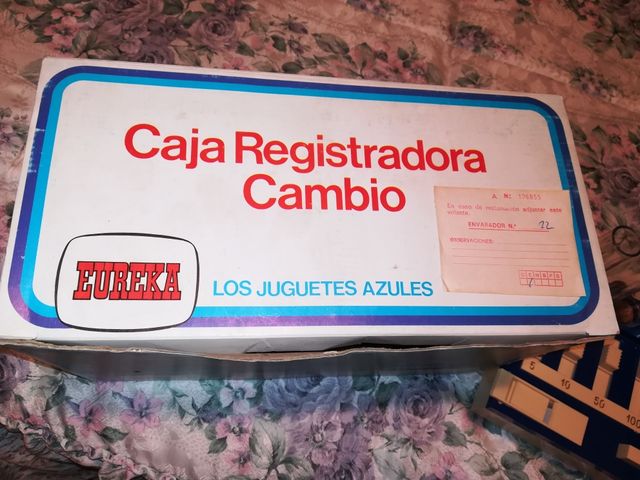 Caja Registradora
Cambio
A Nº 176855
En caso de reclamación adjuntar este
volante.
ENVASADOR N.º 22
OBSERVACIONES:
EUREKA
LOS JUGUETES AZULES
5 10 50 100